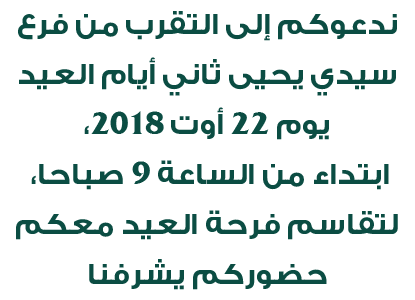 ندعوكم إلى التقرب من فرع
سيدي يحيى ثاني أيام العيد
يوم 22 أوت 2018،
ابتداء من الساعة 9 صباحا،
لتقاسم فرحة العيد معكم
حضوركم يشرفنا